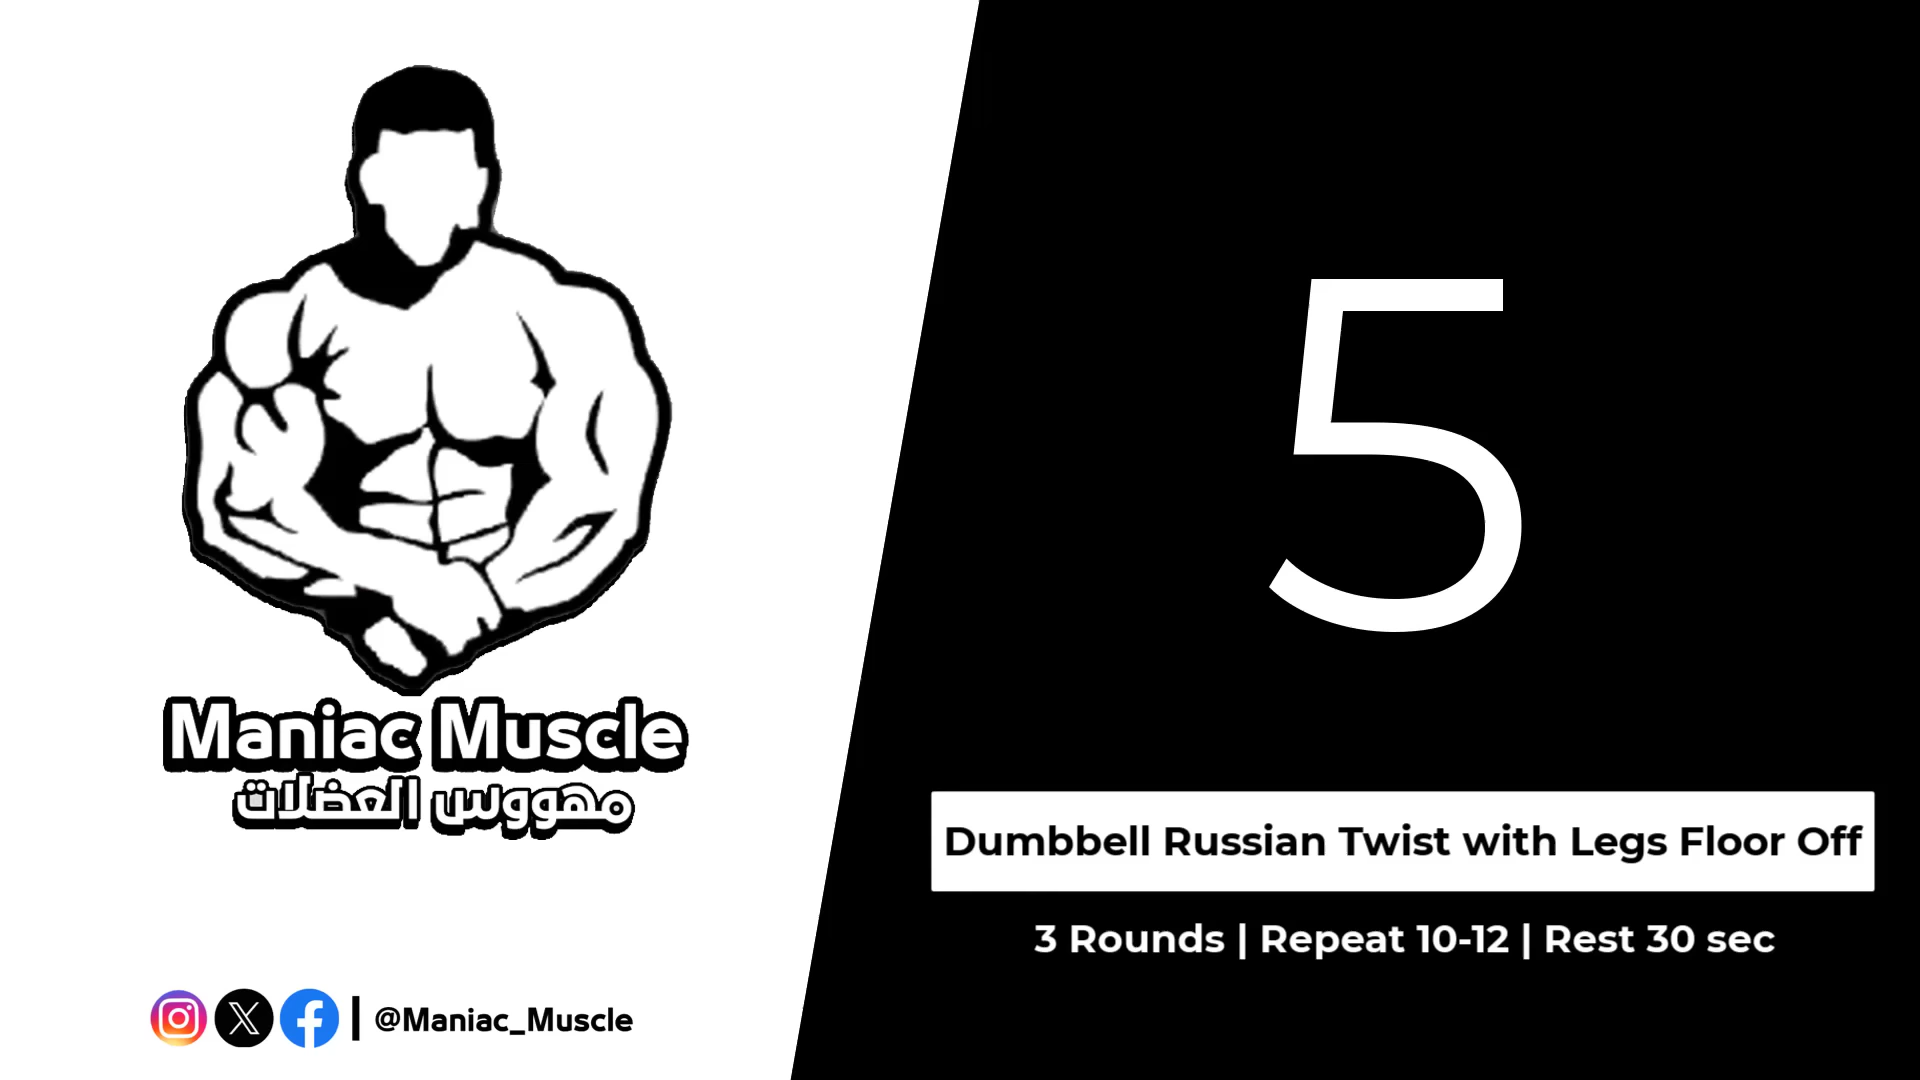 Maniac Muscle
مهووس العضلات
@Maniac_Muscle
5
Dumbbell Russian Twist with Legs Floor Off
3 Rounds | Repeat 10-12 | Rest 30 sec